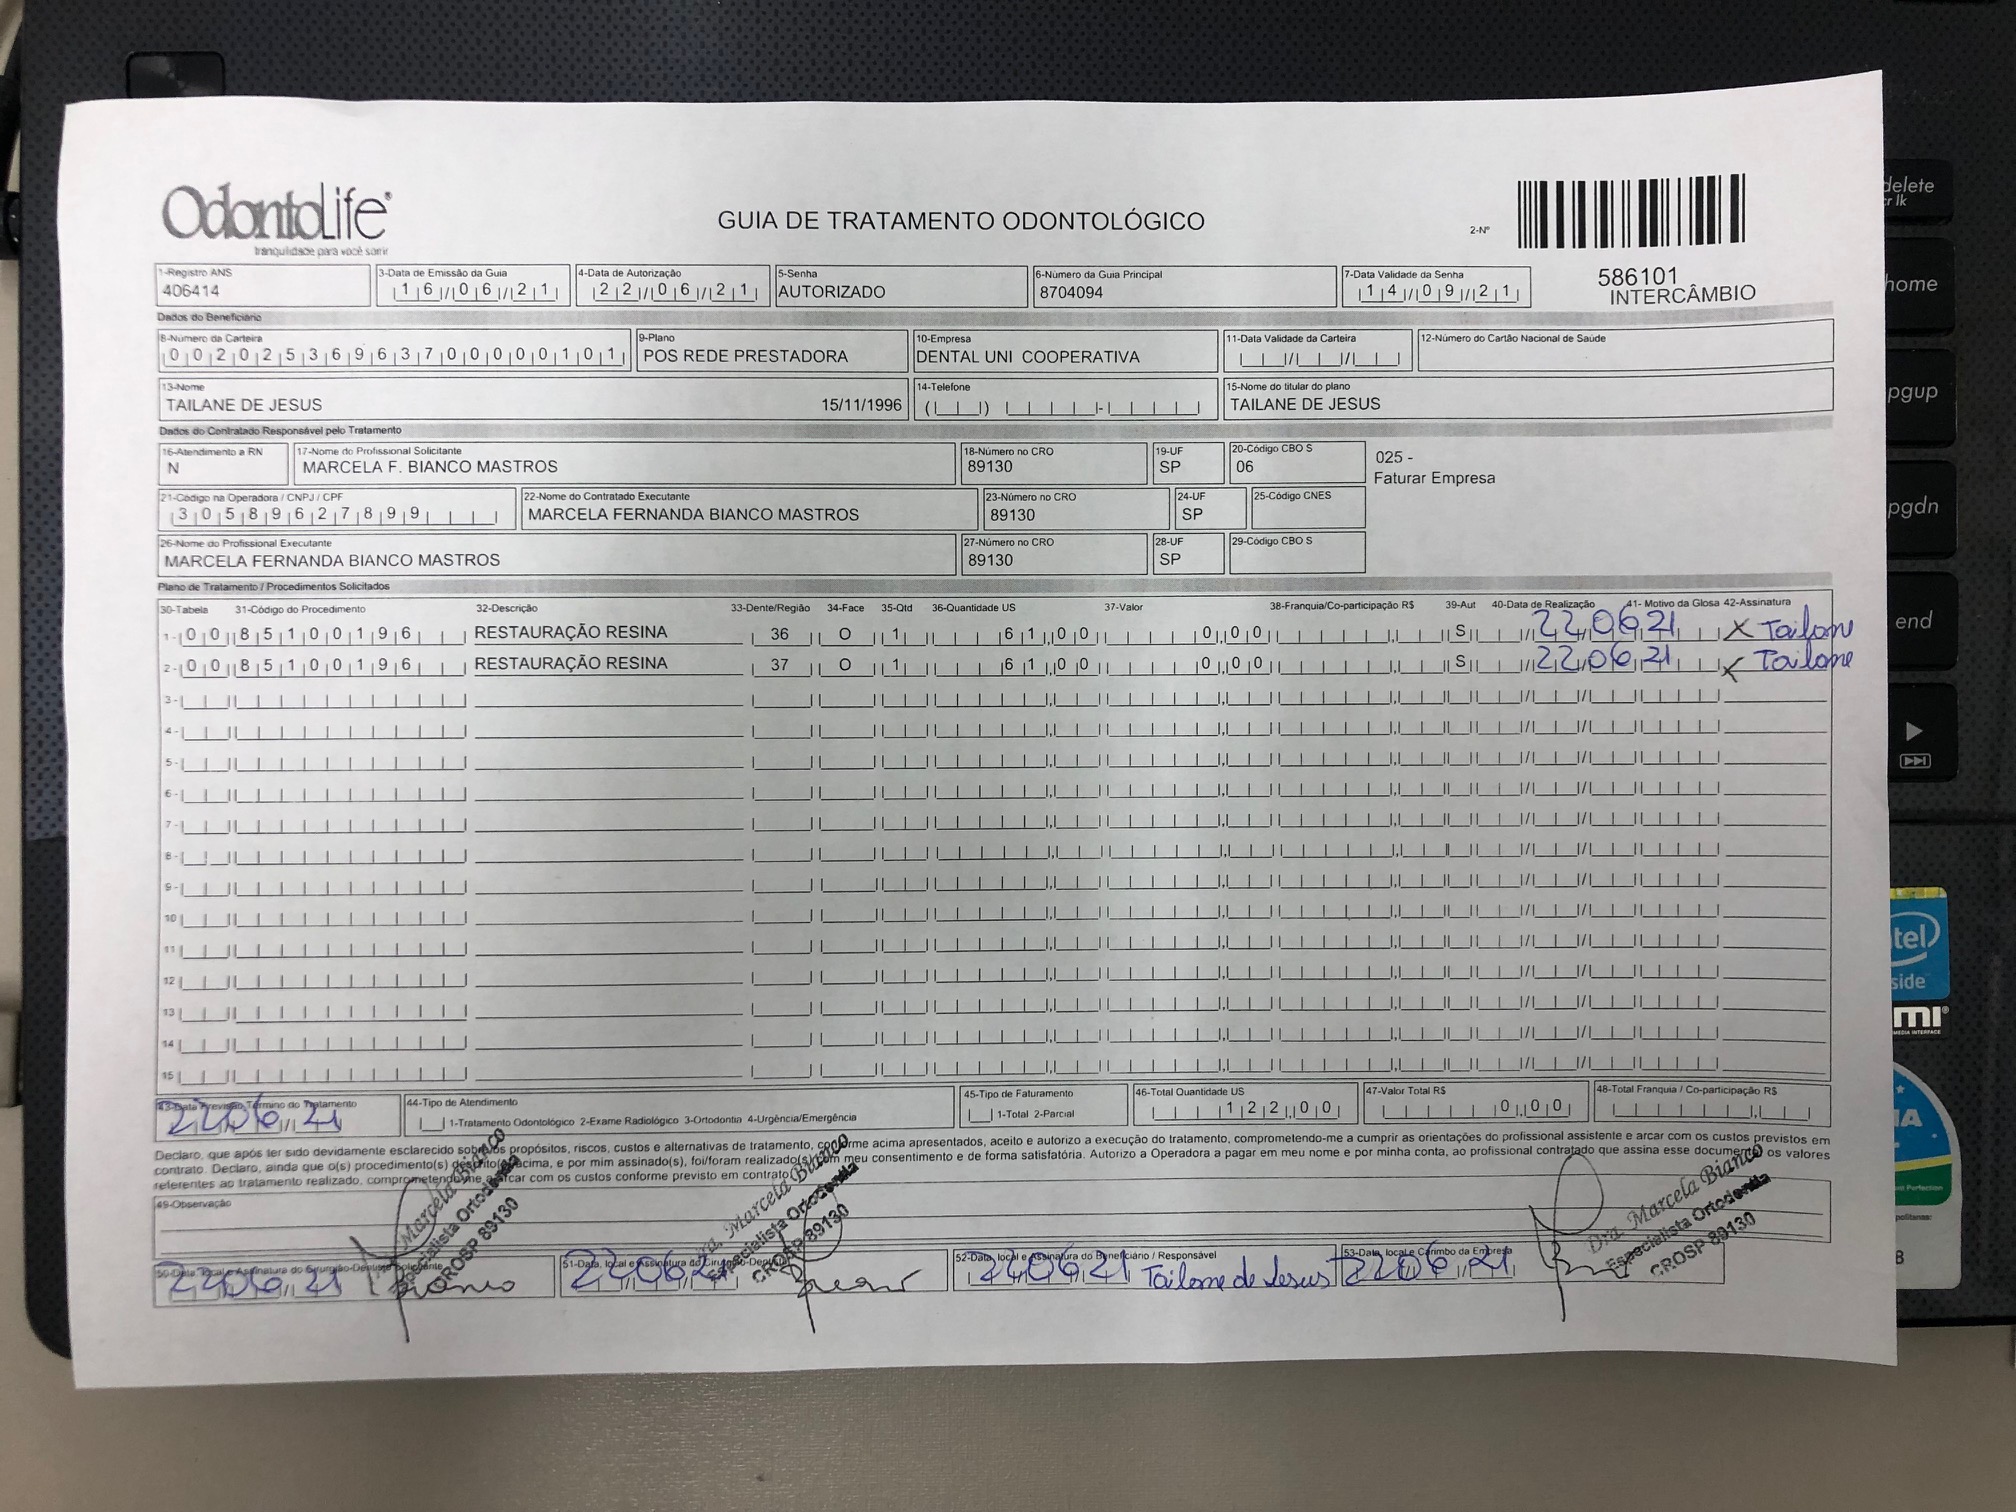 OdontoLife®
tranquilidade para você sorrir
GUIA DE TRATAMENTO ODONTOLÓGICO
2-Nº
586101
INTERCÂMBIO
1-Registro ANS
406414
3-Data de Emissão da Guia
16/06/21
4-Data de Autorização
22/06/21
5-Senha
AUTORIZADO
6-Número da Guia Principal
8704094
7-Data Validade da Senha
14/09/21
Dados do Beneficiário
8-Número da Carteira
00202536963700000101
9-Plano
POS REDE PRESTADORA
10-Empresa
DENTAL UNI COOPERATIVA
11-Data Validade da Carteira
12-Número do Cartão Nacional de Saúde
13-Nome
TAILANE DE JESUS 15/11/1996
14-Telefone
15-Nome do titular do plano
TAILANE DE JESUS
Dados do Contratado Responsável pelo Tratamento
16-Atendimento a RN
N
17-Nome do Profissional Solicitante
MARCELA F. BIANCO MASTROS
18-Número no CRO
89130
19-UF
SP
20-Código CBO S
06
025 -
Faturar Empresa
21-Código na Operadora / CNPJ / CPF
30589627899
22-Nome do Contratado Executante
MARCELA FERNANDA BIANCO MASTROS
23-Número no CRO
89130
24-UF
SP
25-Código CNES
26-Nome do Profissional Executante
MARCELA FERNANDA BIANCO MASTROS
27-Número no CRO
89130
28-UF
SP
29-Código CBO S
Plano de Tratamento / Procedimentos Solicitados
30-Tabela 31-Código do Procedimento 32-Descrição 33-Dente/Região 34-Face 35-Qtd 36-Quantidade US 37-Valor 38-Franquia/Co-participação R$ 39-Aut 40-Data de Realização 41- Motivo da Glosa 42-Assinatura
1- 00 85100196 RESTAURAÇÃO RESINA 36 O 1 61,00 0,00 S 22/06/21 x Tailane
2- 00 85100196 RESTAURAÇÃO RESINA 37 O 1 61,00 0,00 S 22/06/21 x Tailane
3-
4-
5-
6-
7-
8-
9-
10
11
12
13
14
15
43-Data Previsão Término do Tratamento
22/06/21
44-Tipo de Atendimento
1-Tratamento Odontológico 2-Exame Radiológico 3-Ortodontia 4-Urgência/Emergência
45-Tipo de Faturamento
1-Total 2-Parcial
46-Total Quantidade US
122,00
47-Valor Total R$
0,00
48-Total Franquia / Co-participação R$
Declaro, que após ter sido devidamente esclarecido sobre os propósitos, riscos, custos e alternativas de tratamento, conforme acima apresentados, aceito e autorizo a execução do tratamento, comprometendo-me a cumprir as orientações do profissional assistente e arcar com os custos previstos em
contrato. Declaro, ainda que o(s) procedimento(s) descrito(s) acima, e por mim assinado(s), foi/foram realizado(s) com meu consentimento e de forma satisfatória. Autorizo a Operadora a pagar em meu nome e por minha conta, ao profissional contratado que assina esse documento os valores
referentes ao tratamento realizado, comprometendo-me arcar com os custos conforme previsto em contrato.
49-Observação
50-Data, local e Assinatura do Cirurgião-Dentista Solicitante
22/06/21
Marcela Bianco
Especialista Ortodontia
CROSP 89130
51-Data, local e Assinatura do Cirurgião-Dentista
22/06/21
Dra. Marcela Bianco
Especialista Ortodontia
CROSP 89130
52-Data, local e Assinatura do Beneficiário / Responsável
22/06/21 Tailane de Jesus
53-Data, local e Carimbo da Empresa
22/06/21
Dra. Marcela Bianco
Especialista Ortodontia
CROSP 89130
delete
home
pgup
pgdn
end